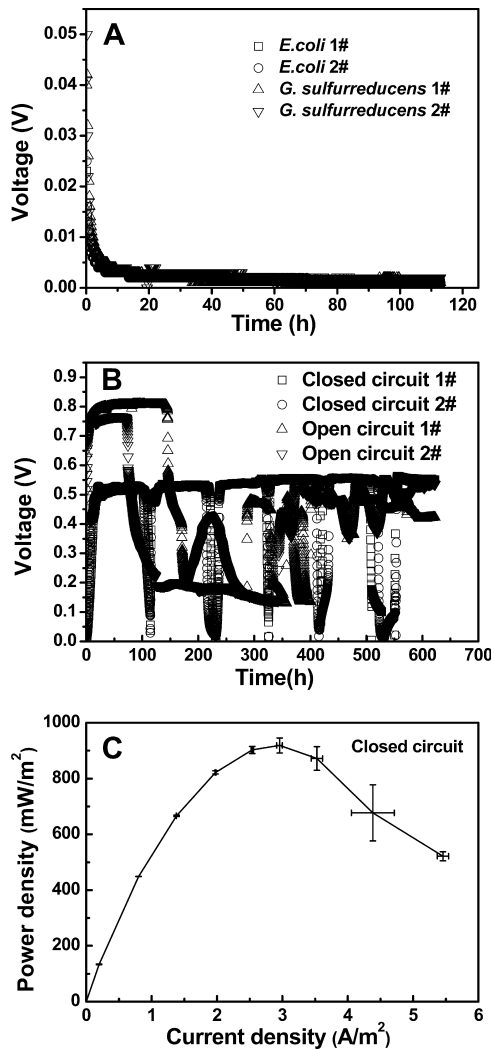 A
E.coli 1#
E.coli 2#
G. sulfurreducens 1#
G. sulfurreducens 2#
Voltage (V)
0.05
0.04
0.03
0.02
0.01
0.00
0 20 40 60 80 100 120
Time (h)
B
Closed circuit 1#
Closed circuit 2#
Open circuit 1#
Open circuit 2#
Voltage (V)
0.9
0.8
0.7
0.6
0.5
0.4
0.3
0.2
0.1
0.0
0 100 200 300 400 500 600 700
Time(h)
C
Closed circuit
Power density (mW/m²)
1000
800
600
400
200
0
0 1 2 3 4 5 6
Current density (A/m²)